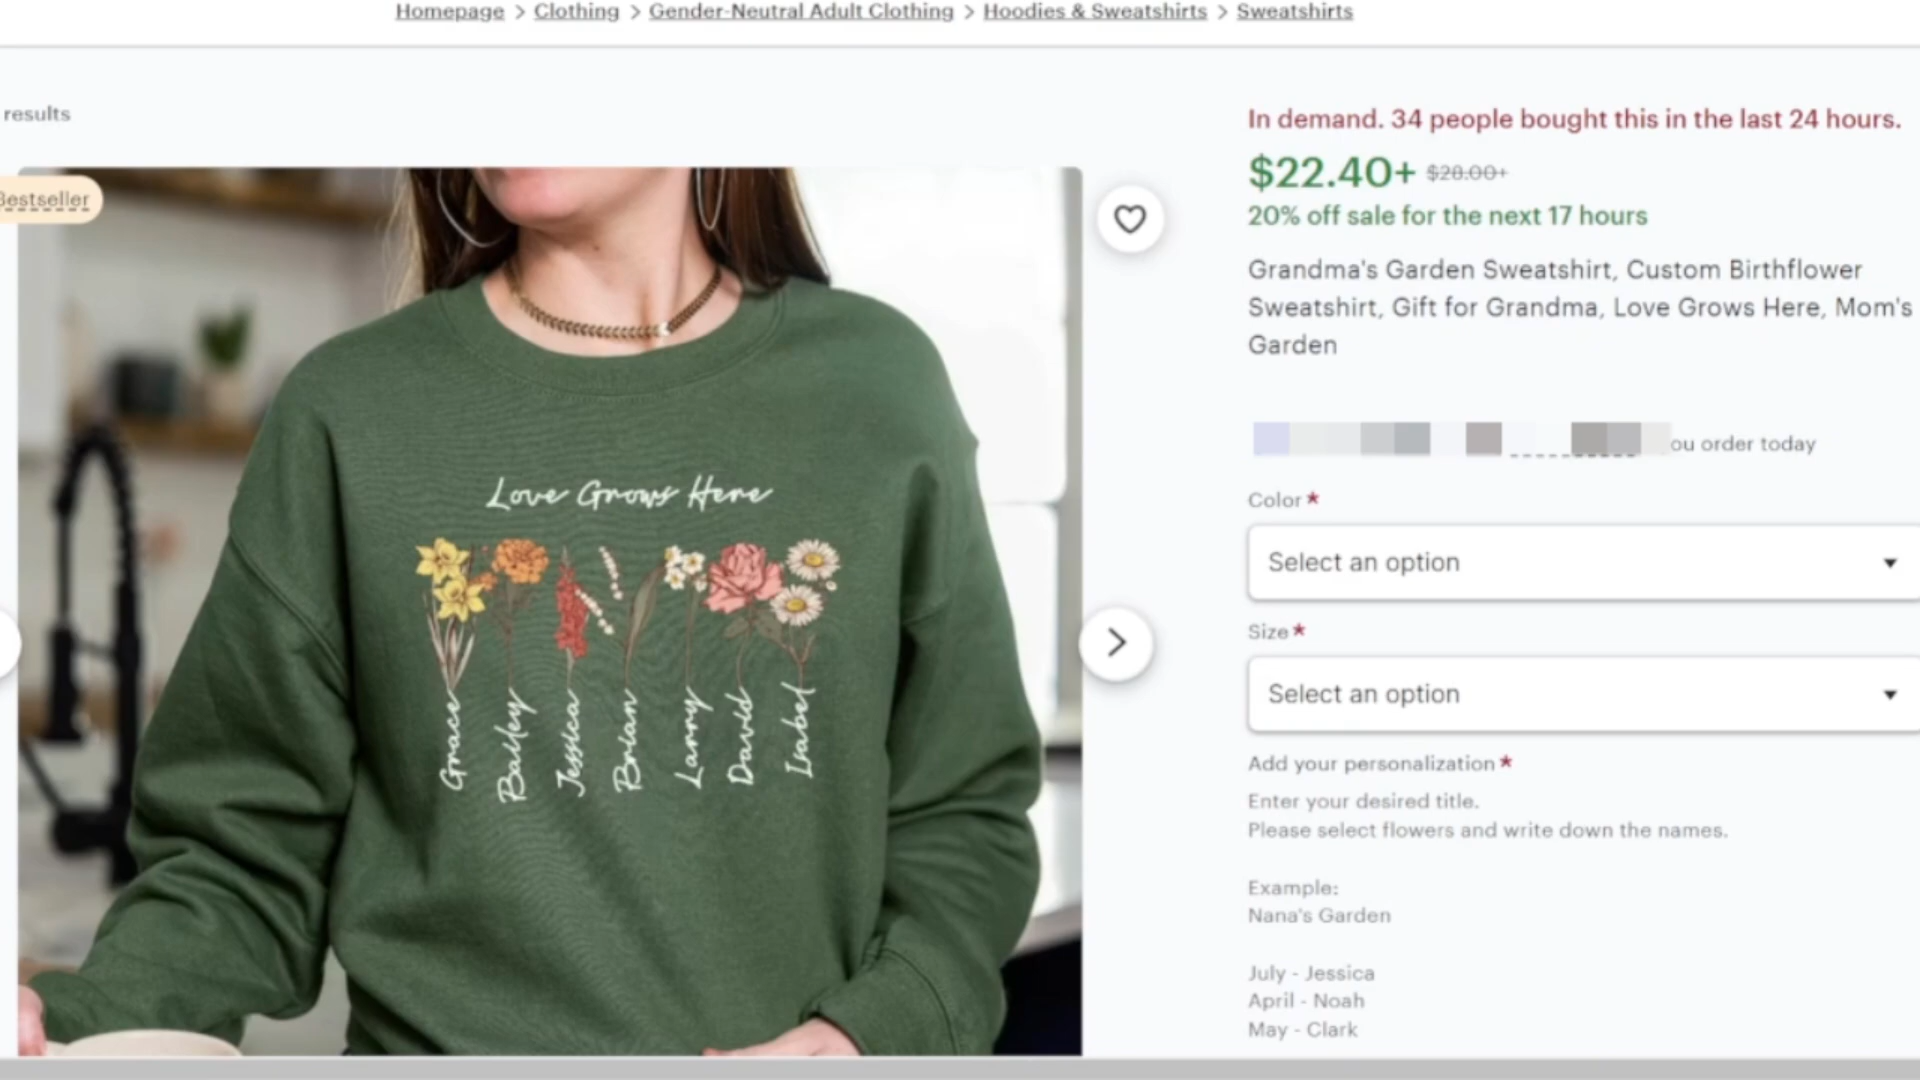 Homepage > Clothing > Gender-Neutral Adult Clothing > Hoodies & Sweatshirts > Sweatshirts
results
In demand. 34 people bought this in the last 24 hours.
Bestseller
$22.40+ $28.00+
20% off sale for the next 17 hours
Grandma's Garden Sweatshirt, Custom Birthflower
Sweatshirt, Gift for Grandma, Love Grows Here, Mom's
Garden
ou order today
Color *
Select an option
Size *
Select an option
Add your personalization *
Enter your desired title.
Please select flowers and write down the names.
Example:
Nana's Garden
July - Jessica
April - Noah
May - Clark
Love Grows Here
Grace
Bailey
Jessica
Brian
Larry
David
Isabel